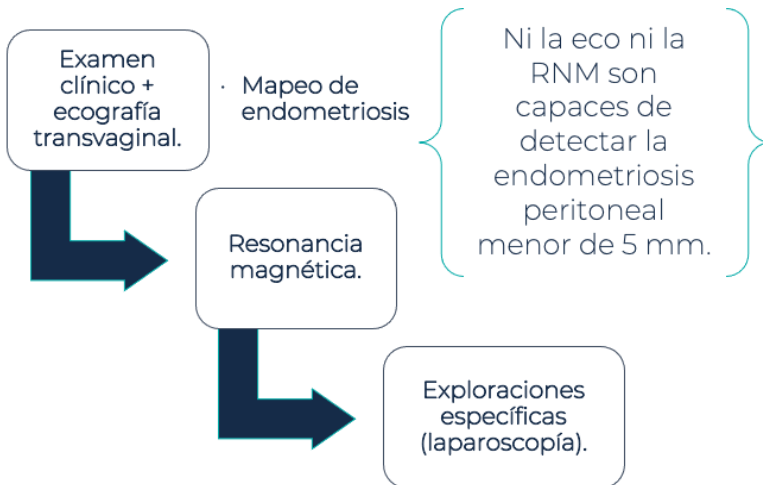 Examen
clínico +
ecografía
transvaginal.
· Mapeo de
endometriosis
Ni la eco ni la
RNM son
capaces de
detectar la
endometriosis
peritoneal
menor de 5 mm.
Resonancia
magnética.
Exploraciones
específicas
(laparoscopía).